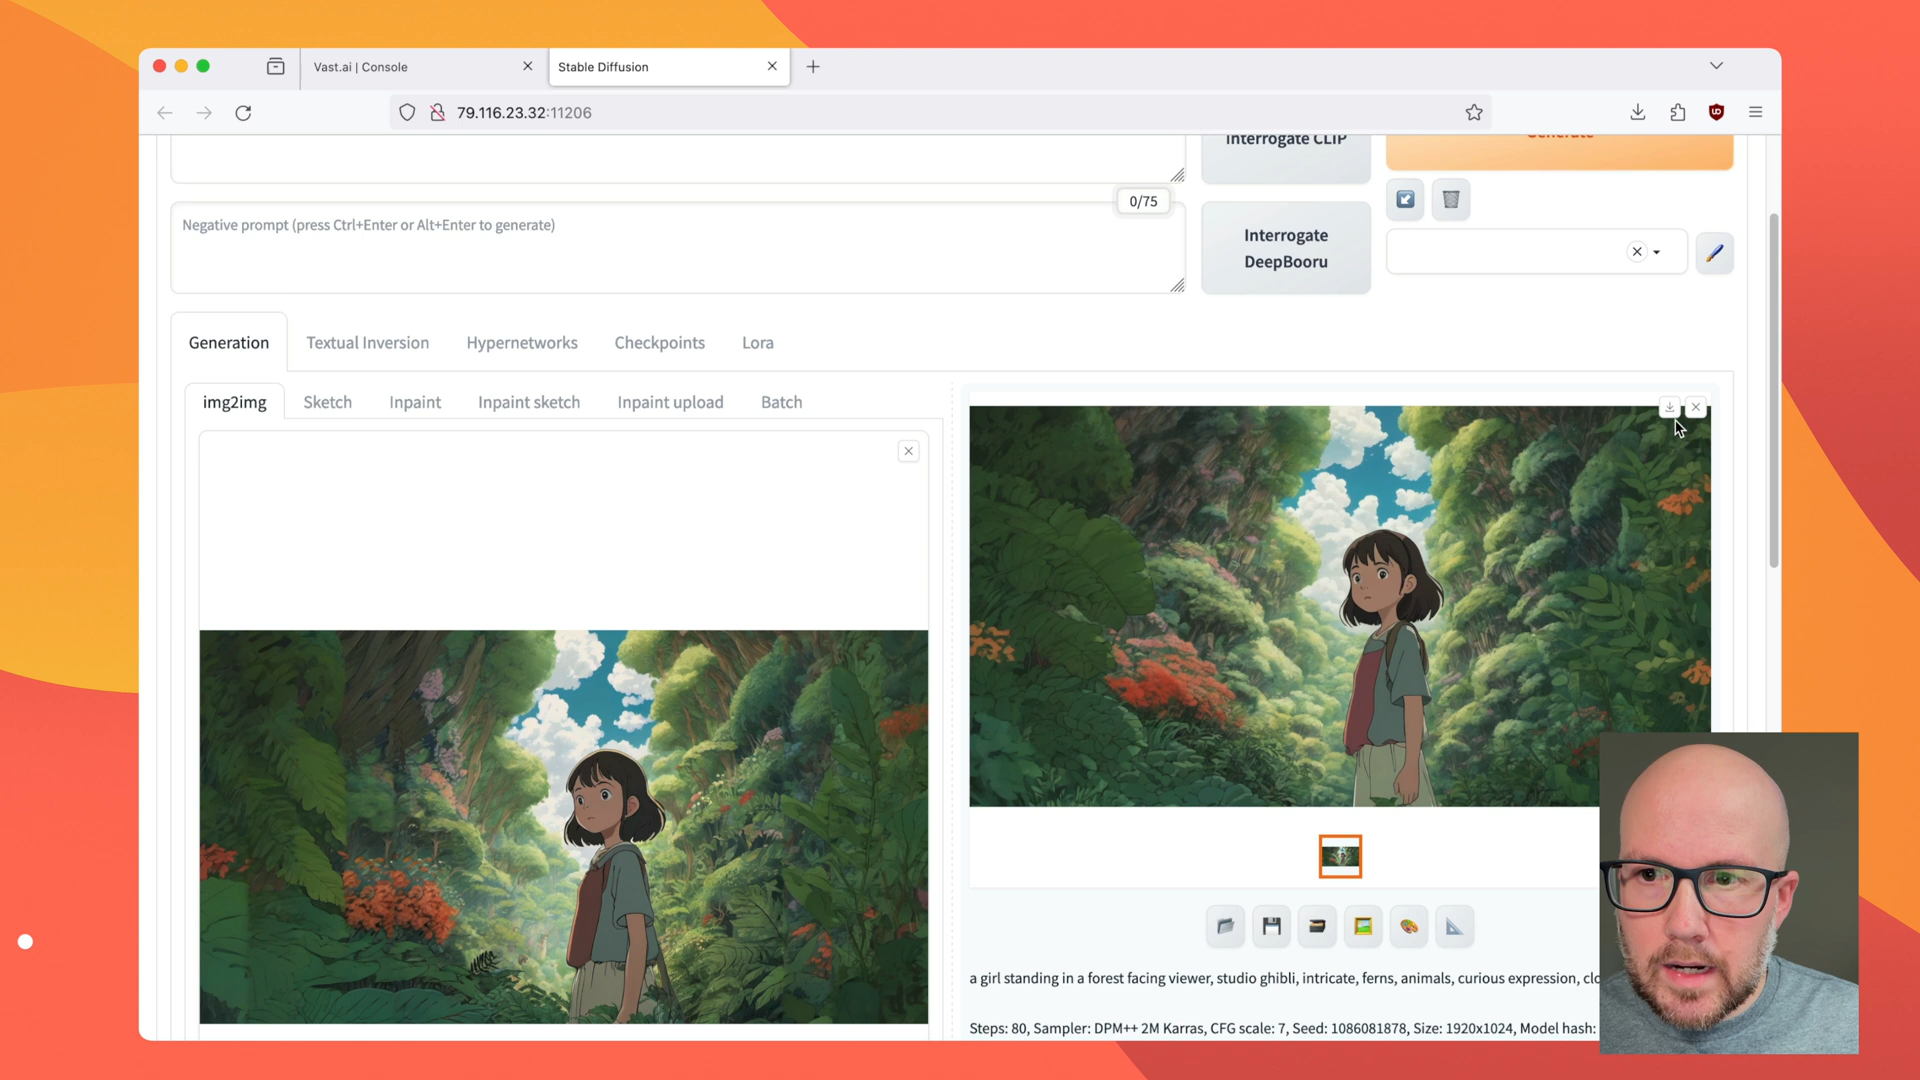 Vast.ai | Console
Stable Diffusion
79.116.23.32:11206
Interrogate CLIP
Generate
0/75
Negative prompt (press Ctrl+Enter or Alt+Enter to generate)
Interrogate
DeepBooru
Generation
Textual Inversion
Hypernetworks
Checkpoints
Lora
img2img
Sketch
Inpaint
Inpaint sketch
Inpaint upload
Batch
a girl standing in a forest facing viewer, studio ghibli, intricate, ferns, animals, curious expression, clo
Steps: 80, Sampler: DPM++ 2M Karras, CFG scale: 7, Seed: 1086081878, Size: 1920x1024, Model hash: